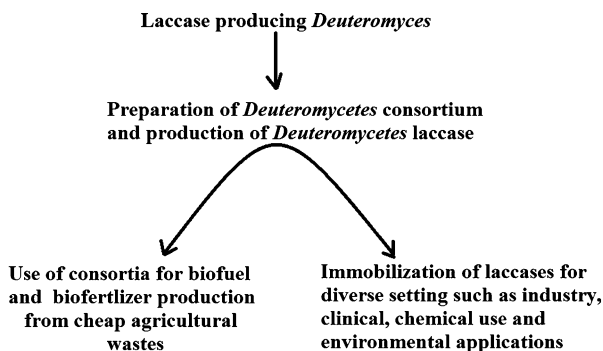 Laccase producing Deuteromyces
Preparation of Deuteromycetes consortium
and production of Deuteromycetes laccase
Use of consortia for biofuel
and biofertlizer production
from cheap agricultural
wastes
Immobilization of laccases for
diverse setting such as industry,
clinical, chemical use and
environmental applications